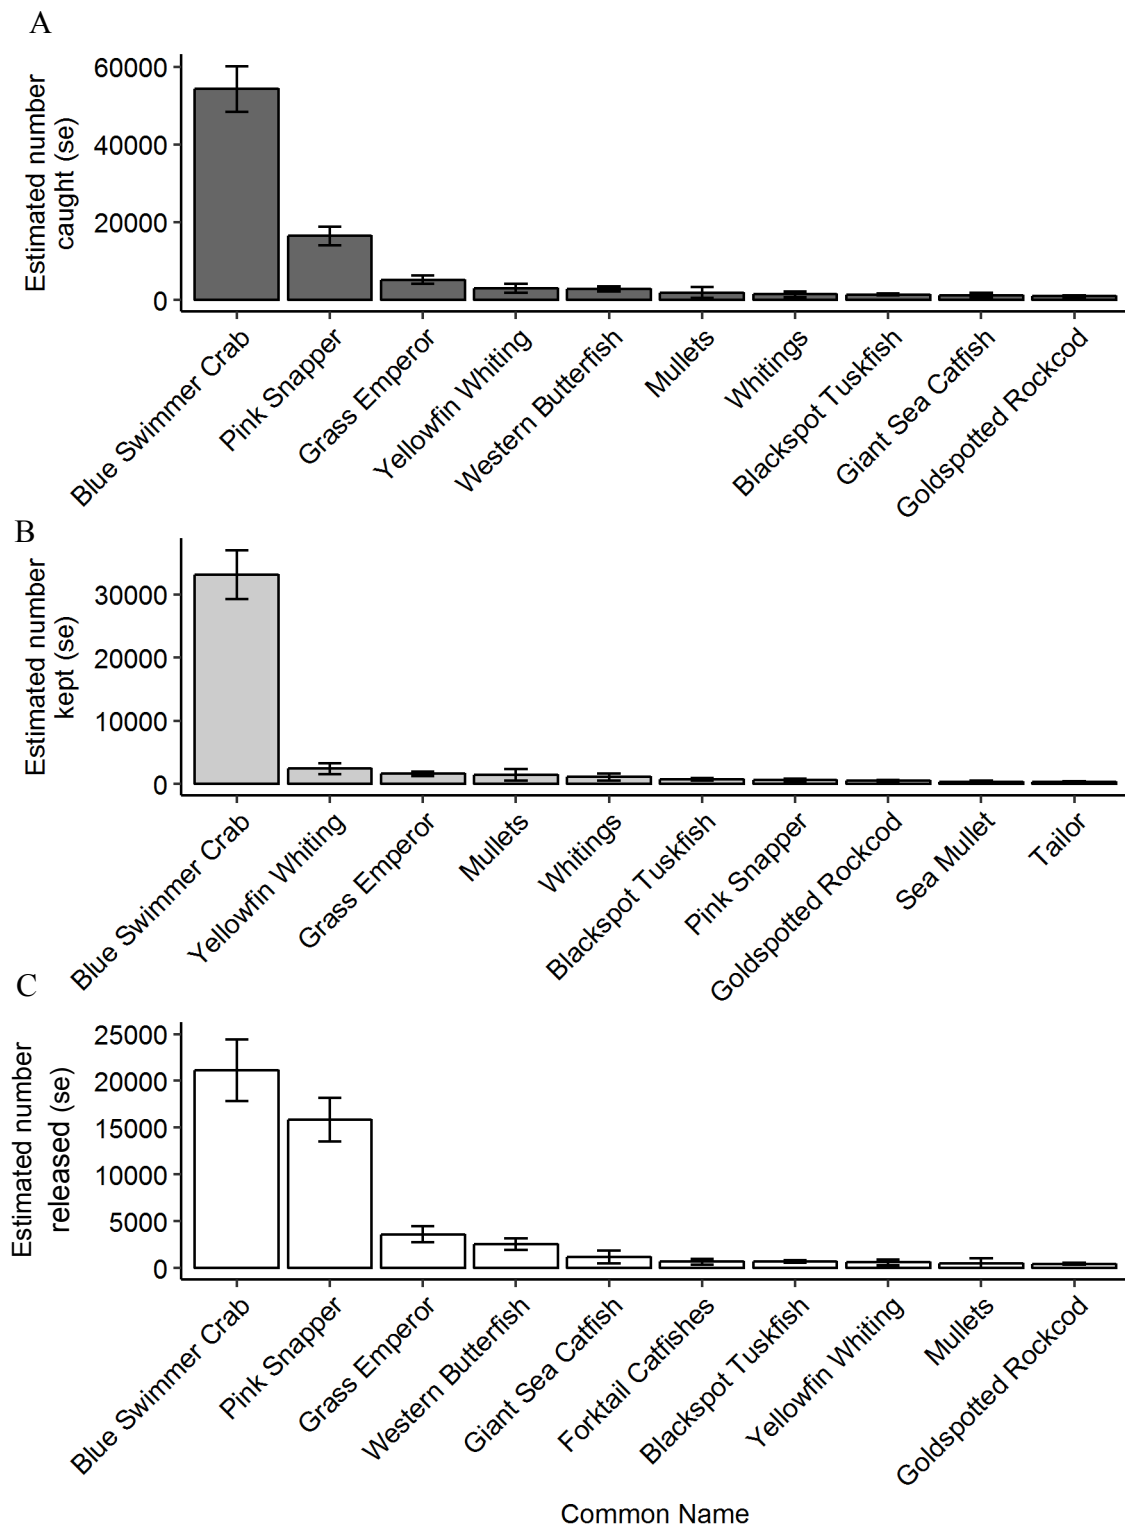 A
Estimated number
caught (se)
60000
40000
20000
0
Blue Swimmer Crab
Pink Snapper
Grass Emperor
Yellowfin Whiting
Western Butterfish
Mullets
Whitings
Blackspot Tuskfish
Giant Sea Catfish
Goldspotted Rockcod
B
Estimated number
kept (se)
30000
20000
10000
0
Blue Swimmer Crab
Yellowfin Whiting
Grass Emperor
Mullets
Whitings
Blackspot Tuskfish
Pink Snapper
Goldspotted Rockcod
Sea Mullet
Tailor
C
Estimated number
released (se)
25000
20000
15000
10000
5000
0
Blue Swimmer Crab
Pink Snapper
Grass Emperor
Western Butterfish
Giant Sea Catfish
Forktail Catfishes
Blackspot Tuskfish
Yellowfin Whiting
Mullets
Goldspotted Rockcod
Common Name